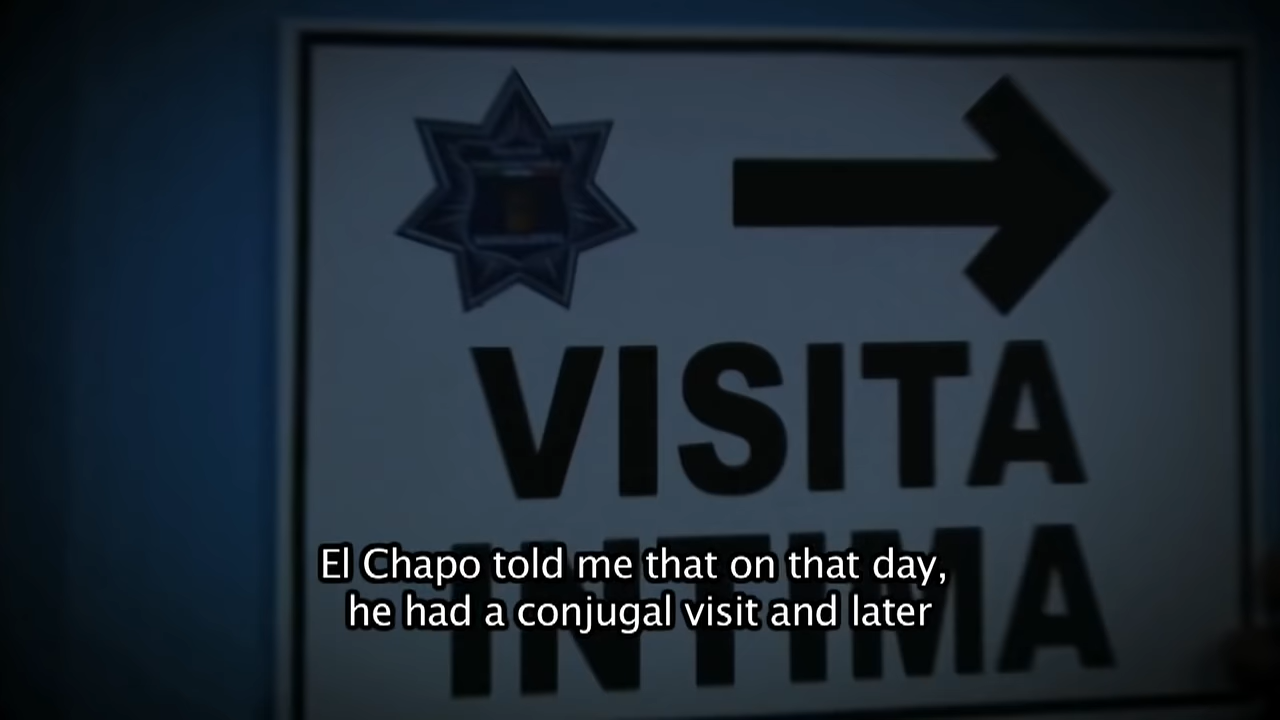 VISITA
INTIMA
El Chapo told me that on that day,
he had a conjugal visit and later